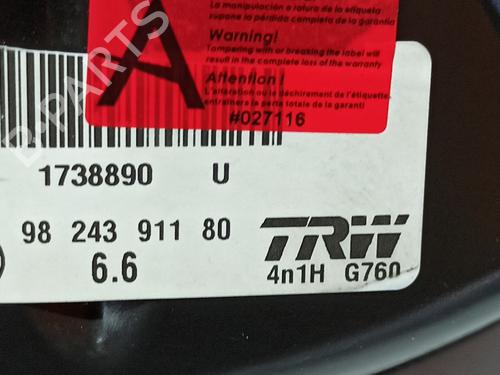 La manipulación o rotura de la etiqueta
supone la pérdida completa de la garantía
Warning!
Tampering with or breaking the label will
result in the complete loss of the warranty
Attention !
L'altération ou le déchirement de l'étiquette,
entraînera la perte totale de la garanti
#027116
A
1738890 U
98 243 911 80
6.6
TRW
4n1H G760
B-PARTS